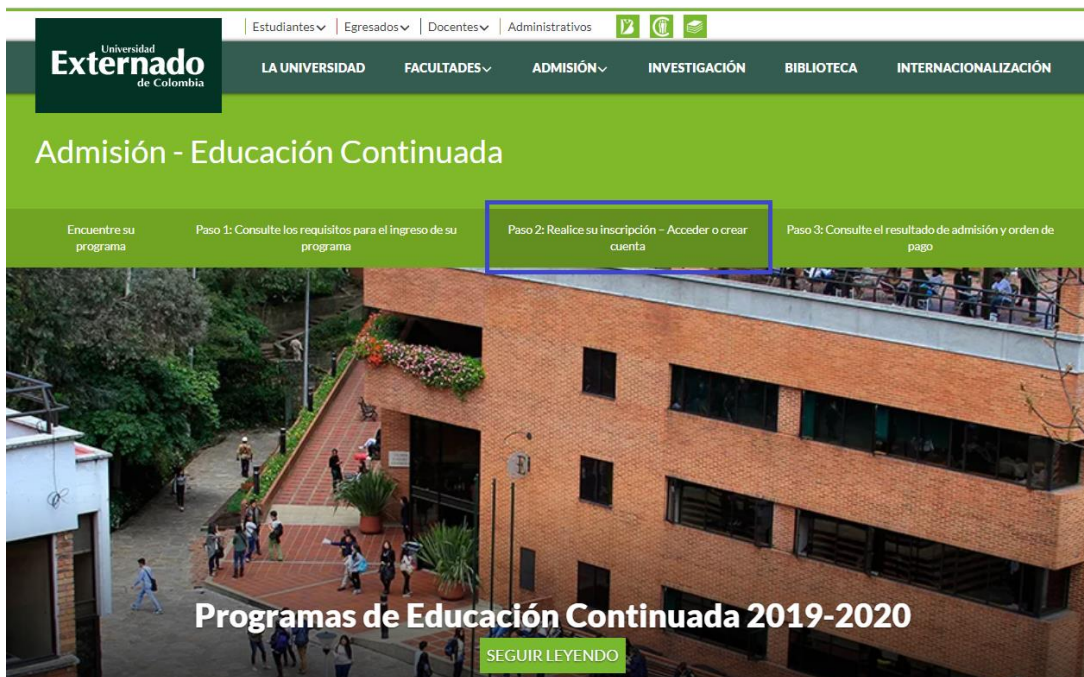 Estudiantes Egresados Docentes Administrativos
Universidad
Externado
de Colombia
LA UNIVERSIDAD FACULTADES ADMISIÓN INVESTIGACIÓN BIBLIOTECA INTERNACIONALIZACIÓN
Admisión - Educación Continuada
Encuentre su
programa
Paso 1: Consulte los requisitos para el ingreso de su
programa
Paso 2: Realice su inscripción – Acceder o crear
cuenta
Paso 3: Consulte el resultado de admisión y orden de
pago
Programas de Educación Continuada 2019-2020
SEGUIR LEYENDO